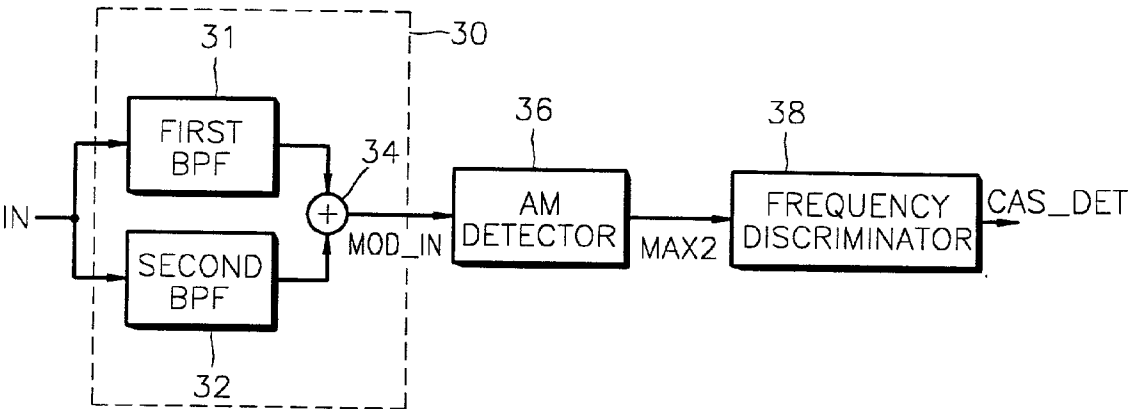 30
31
FIRST
BPF
34
+
IN
MOD_IN
SECOND
BPF
32
36
AM
DETECTOR
MAX2
38
FREQUENCY
DISCRIMINATOR
CAS_DET